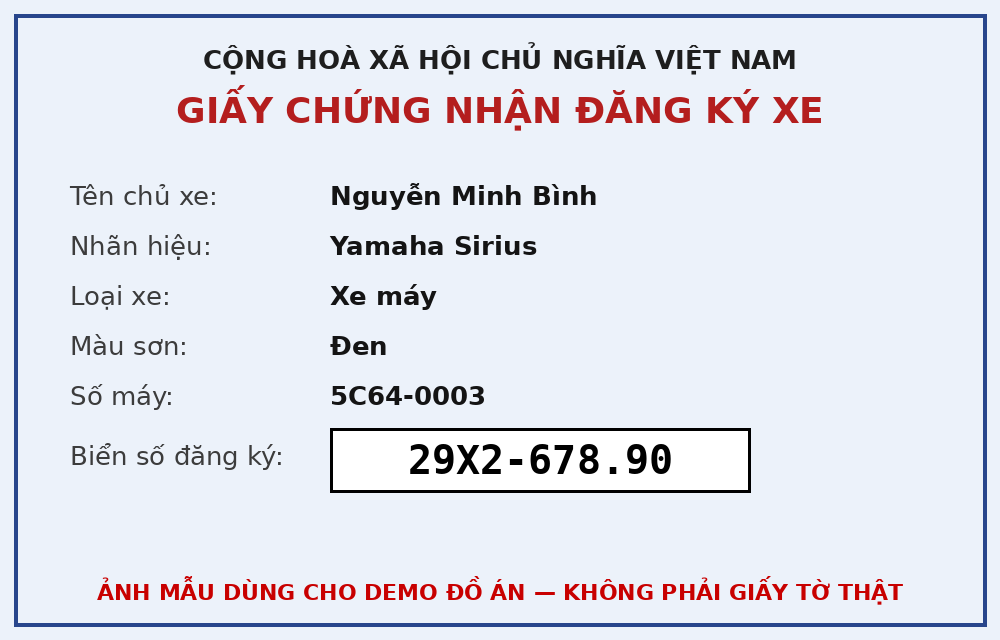 CỘNG HOÀ XÃ HỘI CHỦ NGHĨA VIỆT NAM
GIẤY CHỨNG NHẬN ĐĂNG KÝ XE
Tên chủ xe: Nguyễn Minh Bình
Nhãn hiệu: Yamaha Sirius
Loại xe: Xe máy
Màu sơn: Đen
Số máy: 5C64-0003
Biển số đăng ký: 29X2-678.90
ẢNH MẪU DÙNG CHO DEMO ĐỒ ÁN — KHÔNG PHẢI GIẤY TỜ THẬT